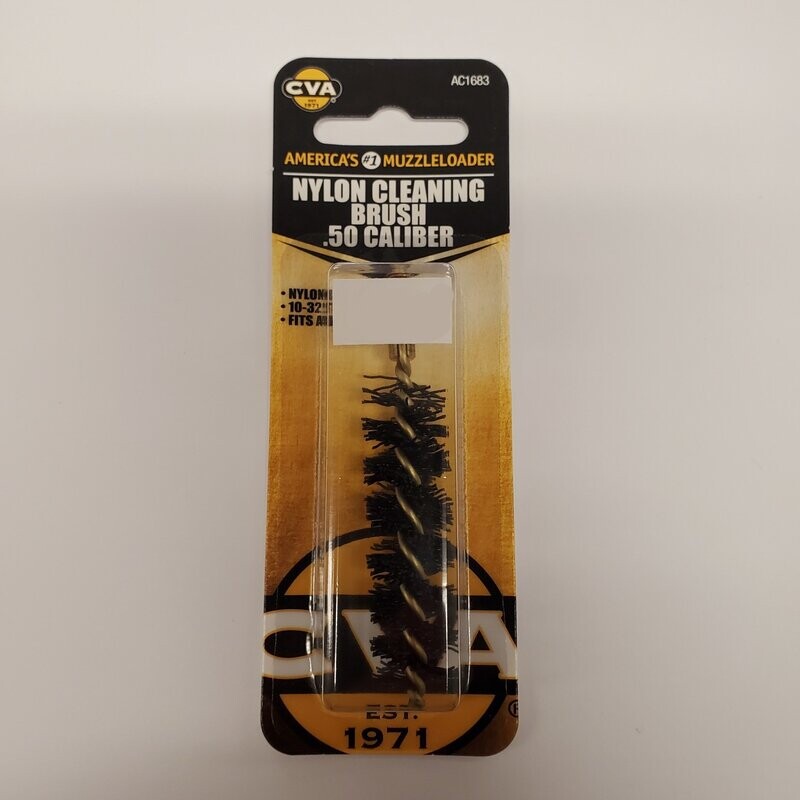 CVA
EST.
1971
AC1683
AMERICA'S #1 MUZZLELOADER
NYLON CLEANING
BRUSH
.50 CALIBER
• NYLON
• 10-32
• FITS
CVA
EST.
1971